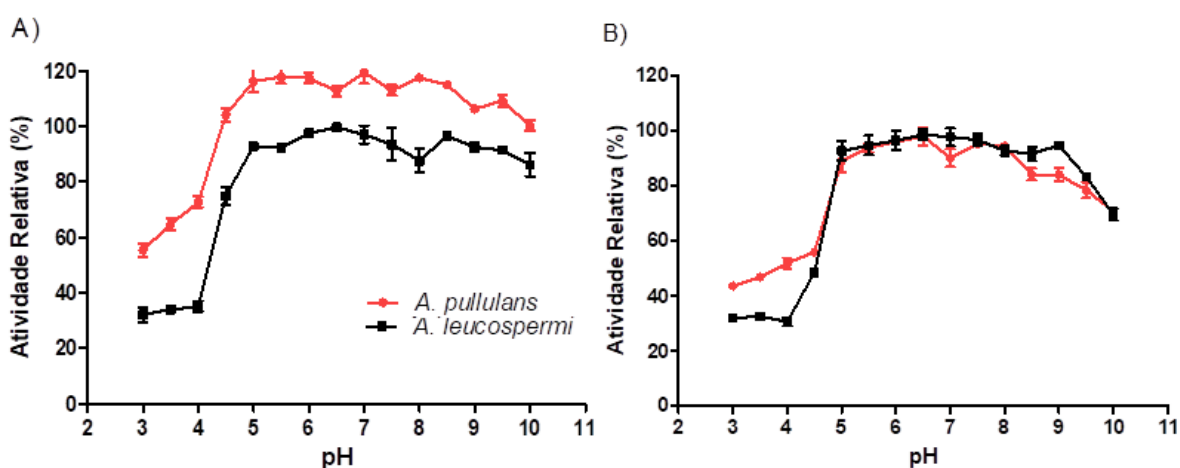 A)
B)
Atividade Relativa (%)
120
100
80
60
40
20
0
A. pullulans
A. leucospermi
2 3 4 5 6 7 8 9 10 11
pH
Atividade Relativa (%)
120
100
80
60
40
20
0
2 3 4 5 6 7 8 9 10 11
pH